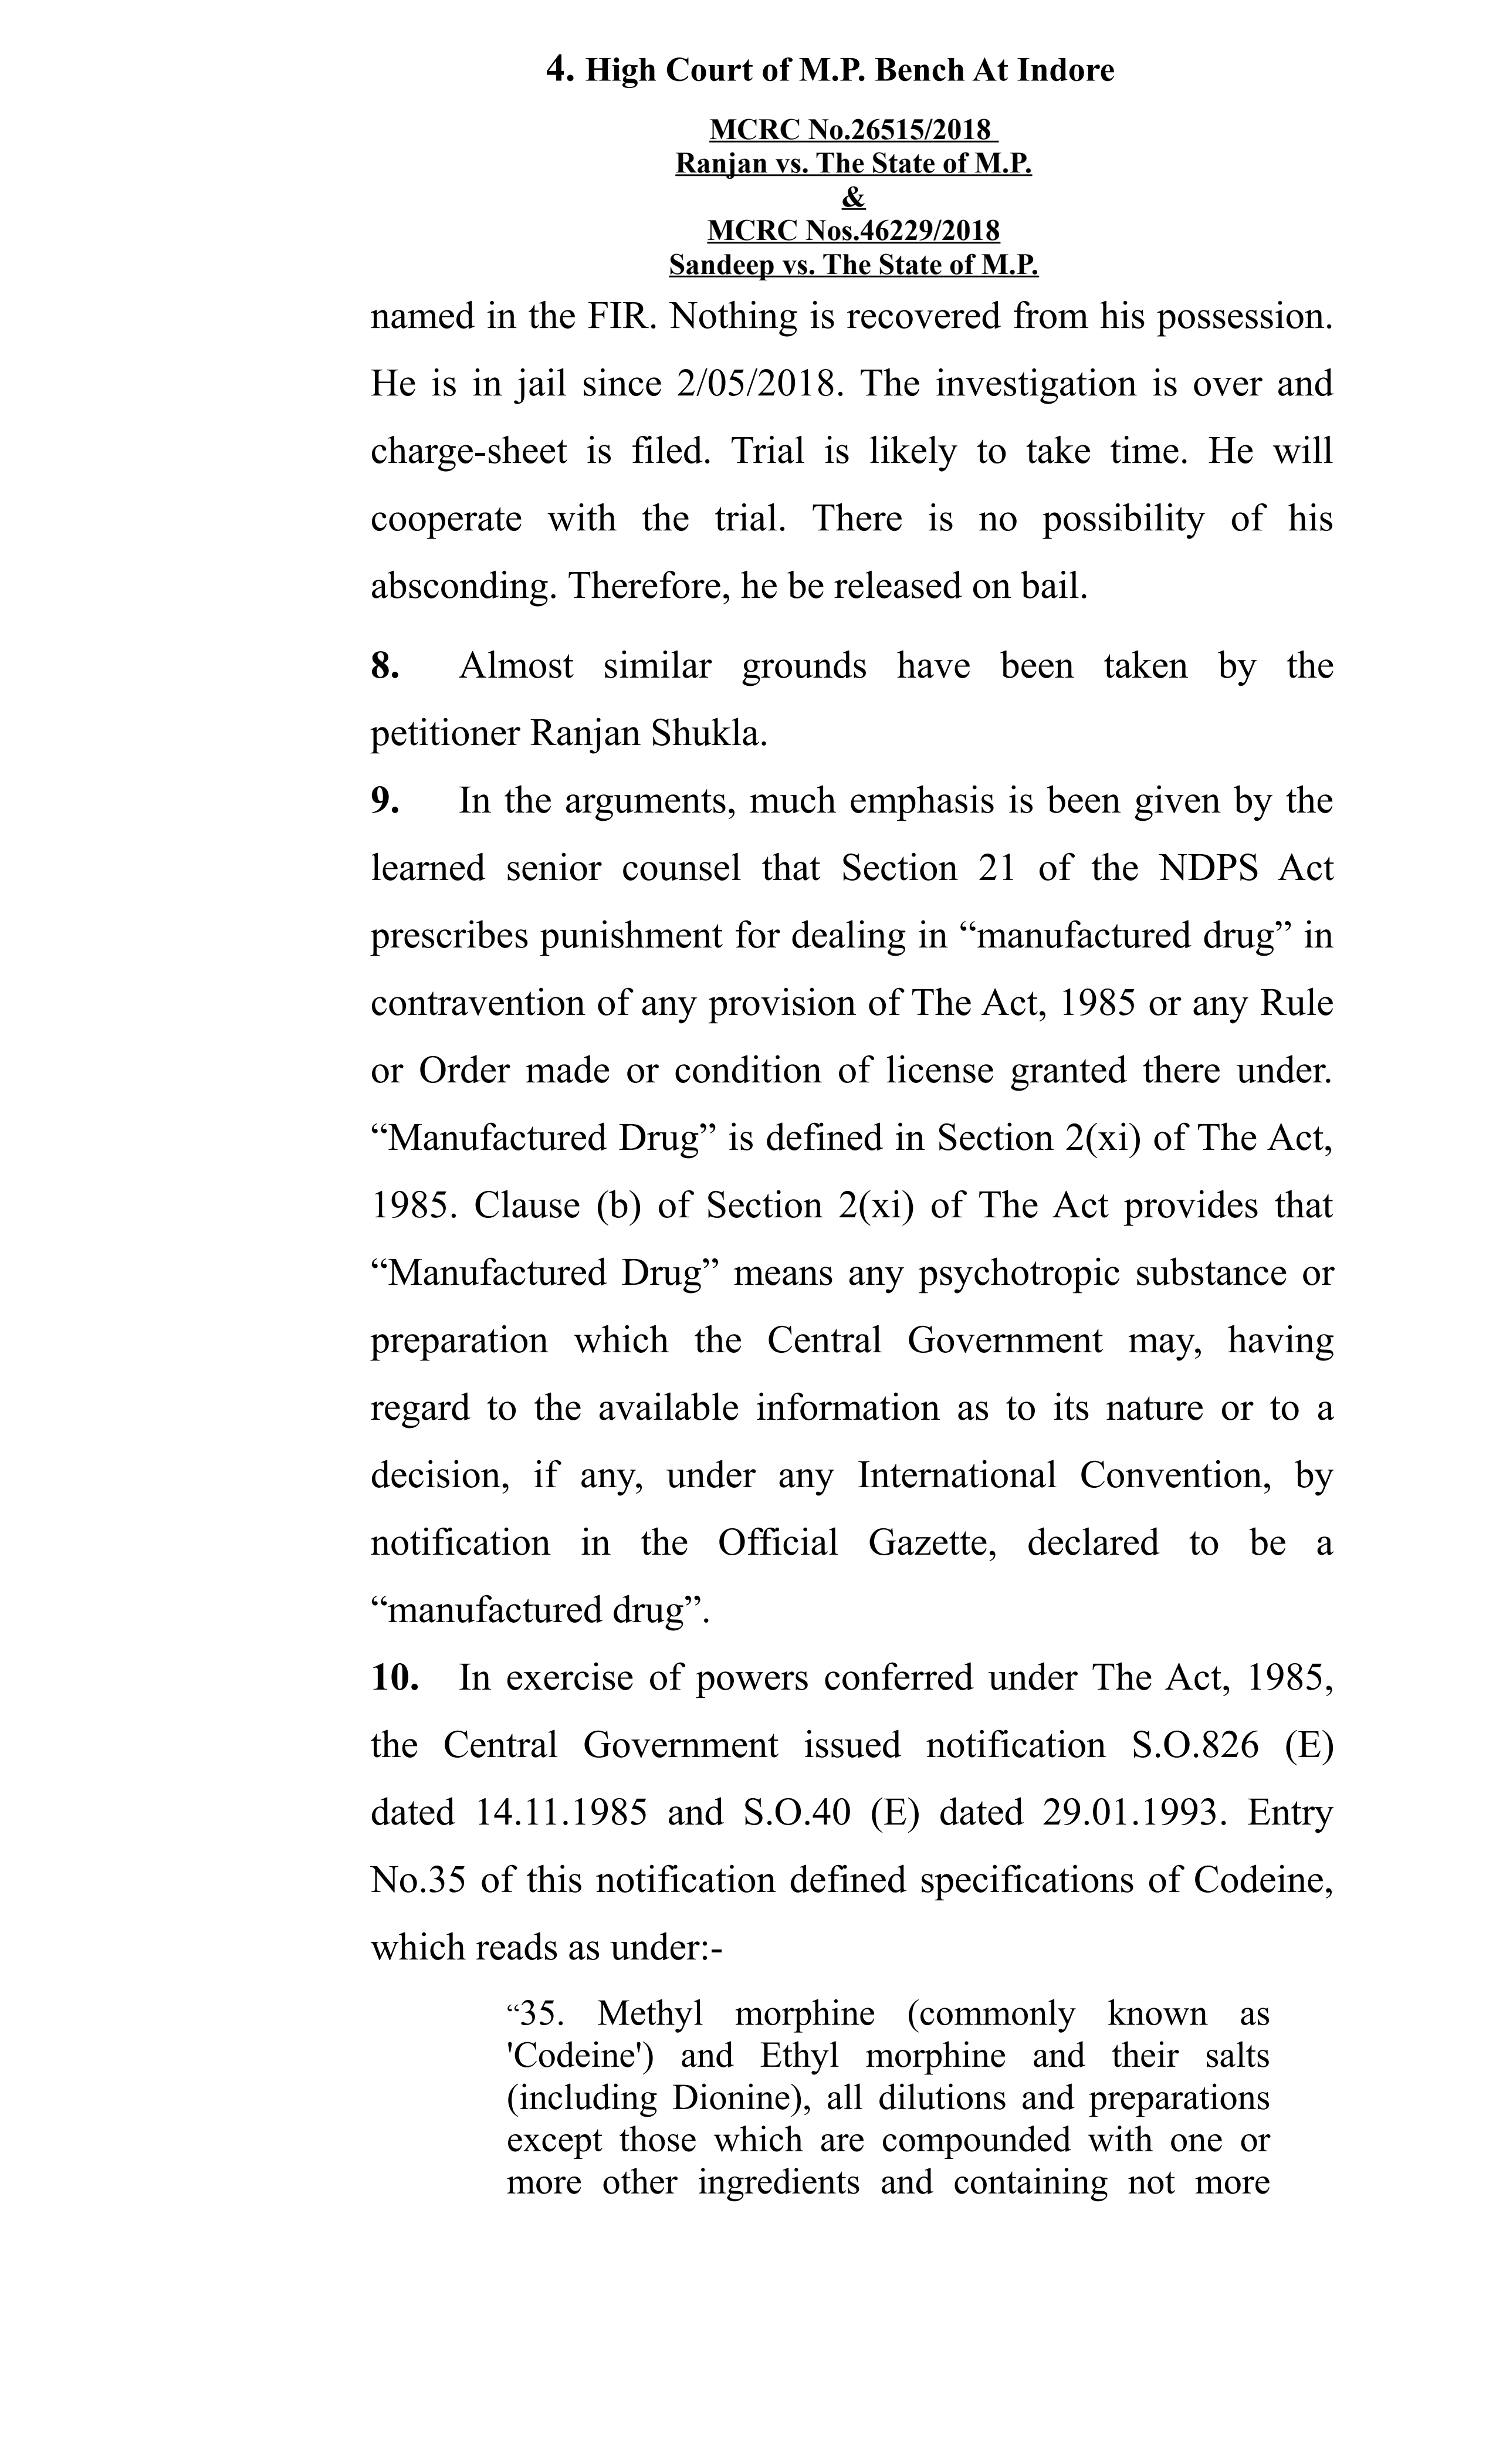 4. High Court of M.P. Bench At Indore
MCRC No.26515/2018
Ranjan vs. The State of M.P.
&
MCRC Nos.46229/2018
Sandeep vs. The State of M.P.
named in the FIR. Nothing is recovered from his possession.
He is in jail since 2/05/2018. The investigation is over and
charge-sheet is filed. Trial is likely to take time. He will
cooperate with the trial. There is no possibility of his
absconding. Therefore, he be released on bail.
8. Almost similar grounds have been taken by the
petitioner Ranjan Shukla.
9. In the arguments, much emphasis is been given by the
learned senior counsel that Section 21 of the NDPS Act
prescribes punishment for dealing in “manufactured drug” in
contravention of any provision of The Act, 1985 or any Rule
or Order made or condition of license granted there under.
“Manufactured Drug” is defined in Section 2(xi) of The Act,
1985. Clause (b) of Section 2(xi) of The Act provides that
“Manufactured Drug” means any psychotropic substance or
preparation which the Central Government may, having
regard to the available information as to its nature or to a
decision, if any, under any International Convention, by
notification in the Official Gazette, declared to be a
“manufactured drug”.
10. In exercise of powers conferred under The Act, 1985,
the Central Government issued notification S.O.826 (E)
dated 14.11.1985 and S.O.40 (E) dated 29.01.1993. Entry
No.35 of this notification defined specifications of Codeine,
which reads as under:-
“35. Methyl morphine (commonly known as
'Codeine') and Ethyl morphine and their salts
(including Dionine), all dilutions and preparations
except those which are compounded with one or
more other ingredients and containing not more